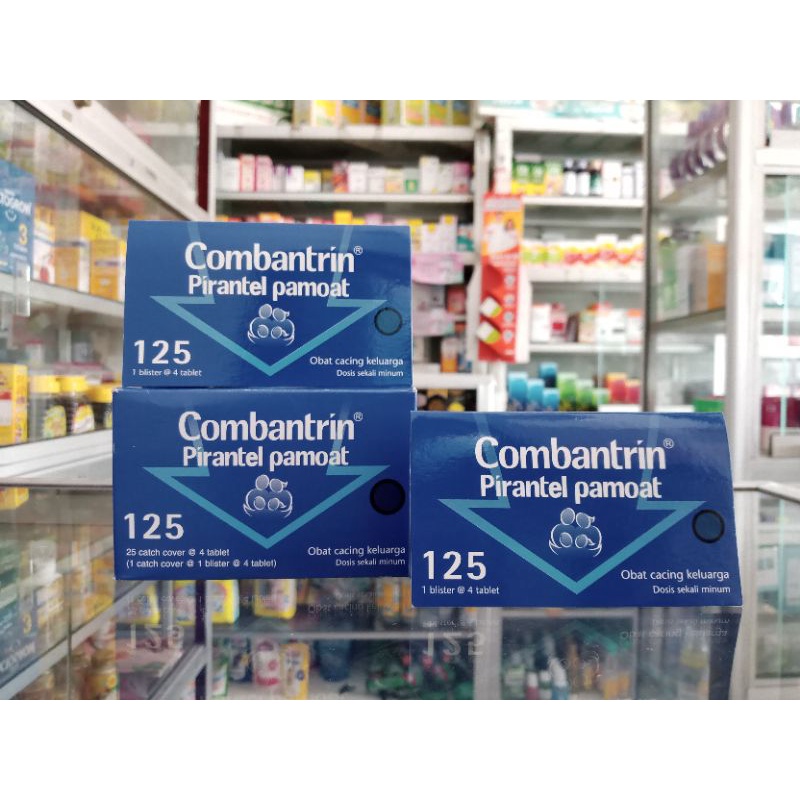 Combantrin®
Pirantel pamoat
125
1 blister @ 4 tablet
Obat cacing keluarga
Dosis sekali minum
Combantrin®
Pirantel pamoat
125
25 catch cover @ 4 tablet
(1 catch cover @ 1 blister @ 4 tablet)
Obat cacing keluarga
Dosis sekali minum
Combantrin®
Pirantel pamoat
125
1 blister @ 4 tablet
Obat cacing keluarga
Dosis sekali minum